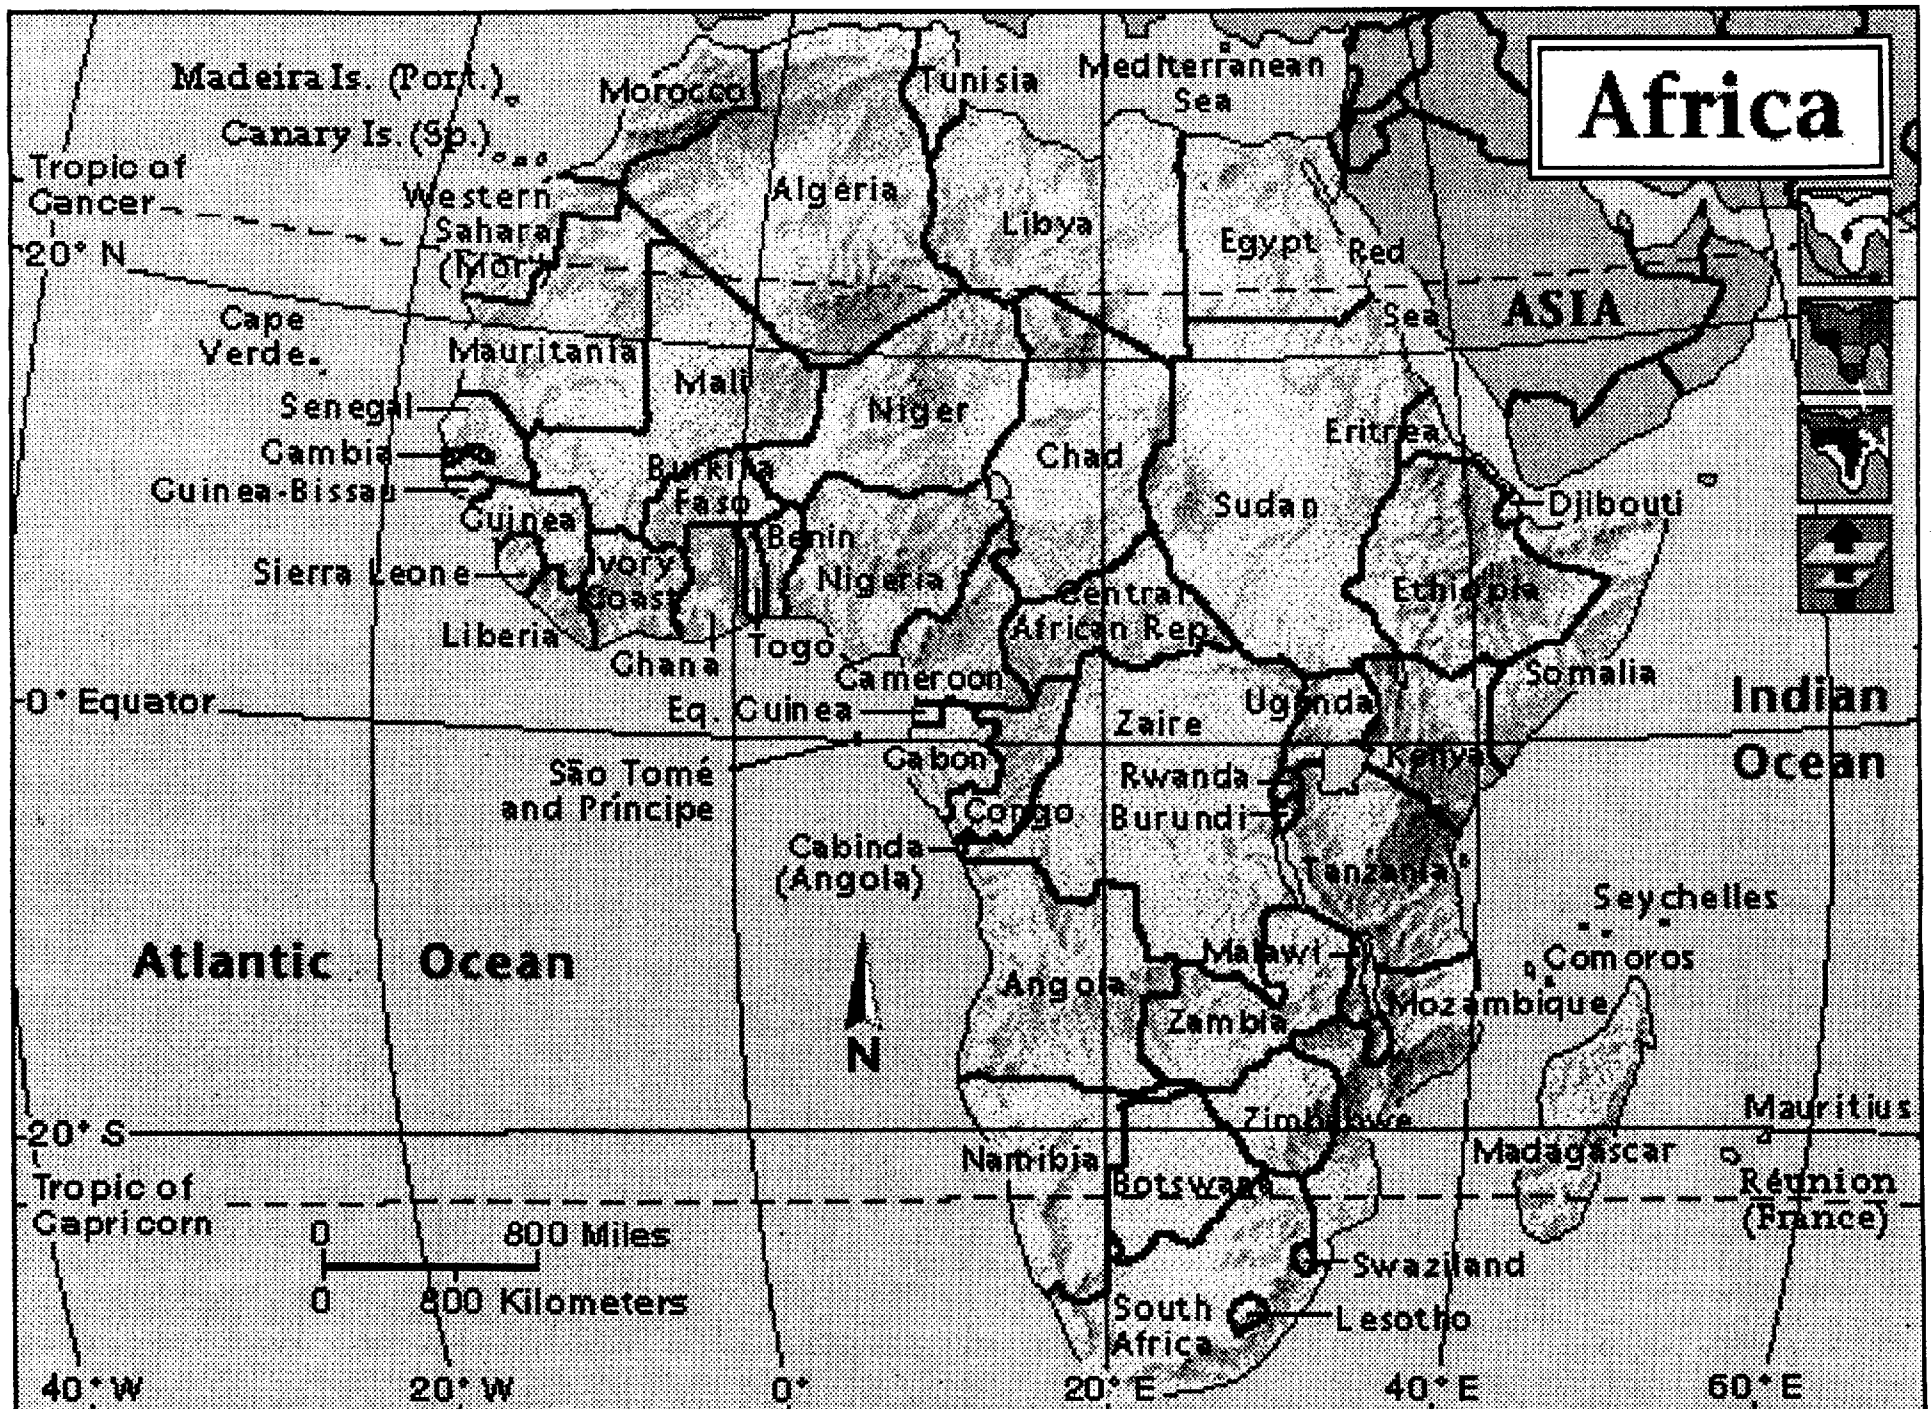 Africa
Madeira Is. (Port.)
Canary Is. (Sp.)
Morocco
Tunisia
Mediterranean
Sea
Tropic of
Cancer
20° N
Western
Sahara
(Mor.)
Algeria
Libya
Egypt
Red
Sea
ASIA
Cape
Verde
Mauritania
Mali
Niger
Chad
Sudan
Eritrea
Senegal
Gambia
Guinea-Bissau
Guinea
Burkina
Faso
Benin
Djibouti
Sierra Leone
Ivory
Coast
Nigeria
Central
African Rep.
Ethiopia
Liberia
Ghana
Togo
Cameroon
Somalia
0° Equator
Eq. Guinea
Zaire
Uganda
Kenya
Indian
Ocean
São Tomé
and Príncipe
Gabon
Congo
Rwanda
Burundi
Cabinda
(Angola)
Tanzania
Seychelles
Comoros
Atlantic Ocean
N
Angola
Malawi
Zambia
Mozambique
Zimbabwe
20° S
Namibia
Botswana
Madagascar
Mauritius
Réunion
(France)
Tropic of
Capricorn
0 800 Miles
0 800 Kilometers
Swaziland
South
Africa
Lesotho
40° W
20° W
0°
20° E
40° E
60° E